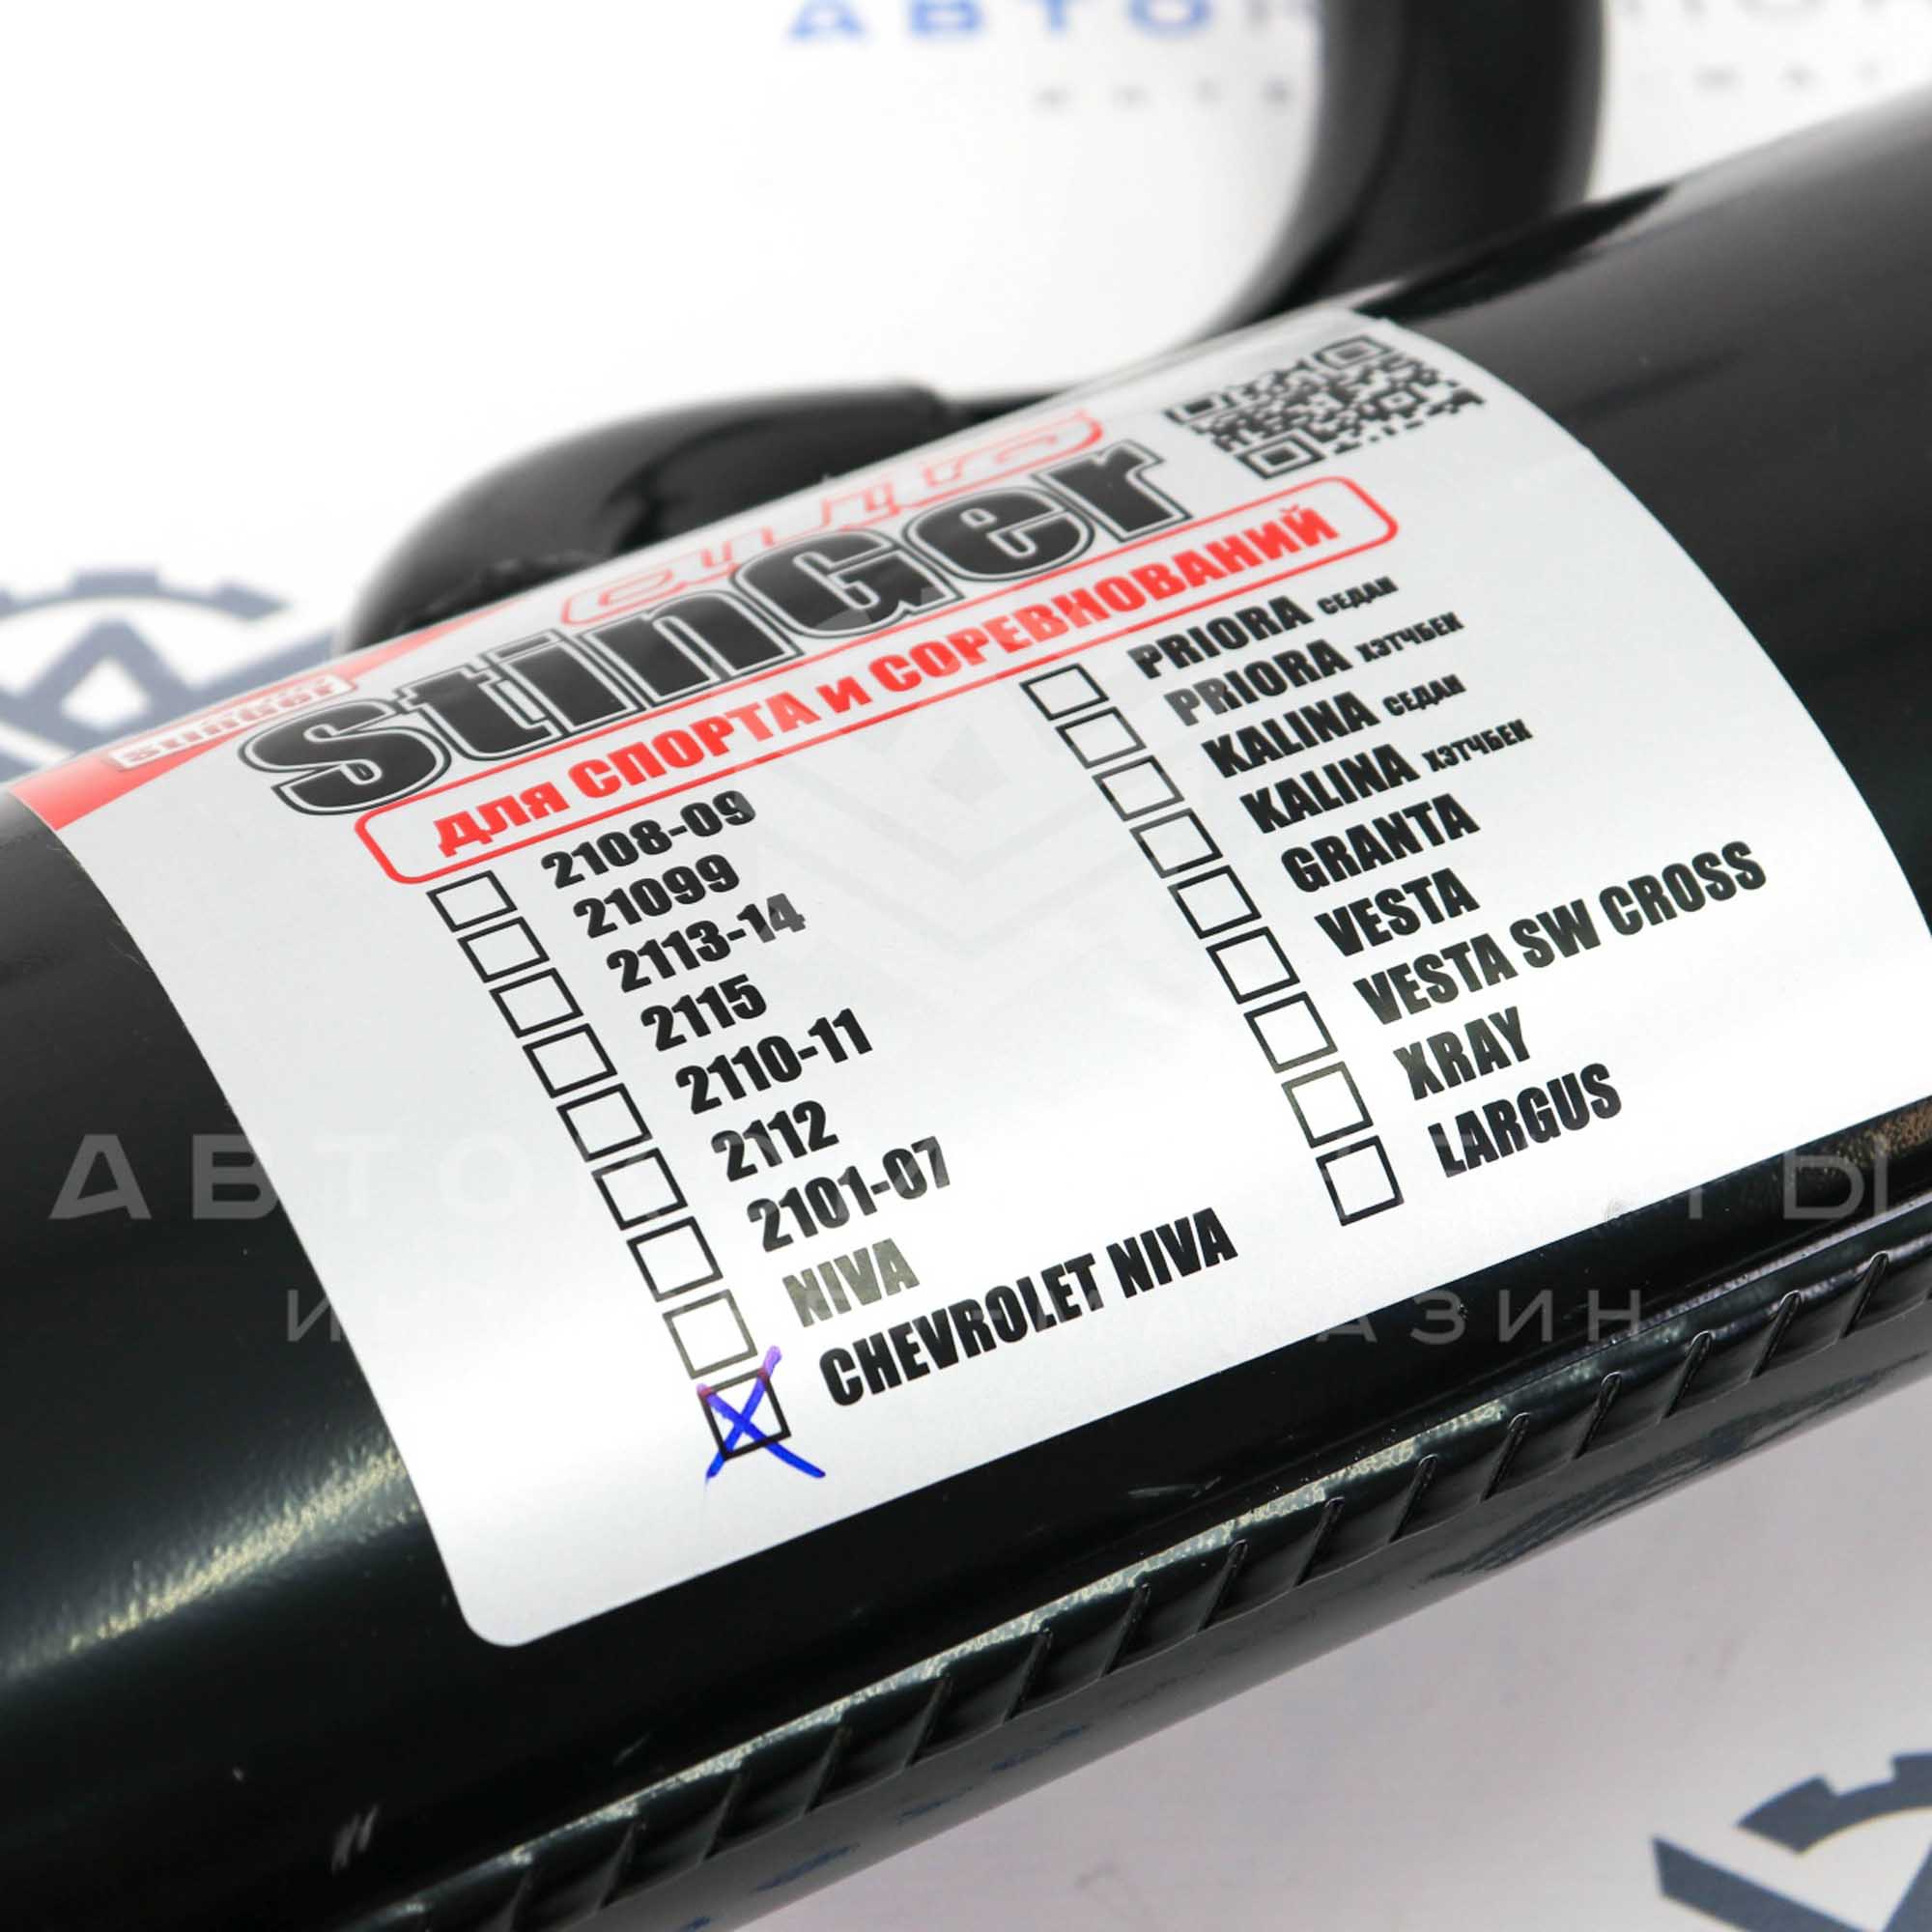 StinGer
ДЛЯ СПОРТА И СОРЕВНОВАНИЙ
2108-09
21099
2113-14
2115
2110-11
2112
2101-07
NIVA
CHEVROLET NIVA
PRIORA СЕДАН
PRIORA ХЭТЧБЕК
KALINA СЕДАН
KALINA ХЭТЧБЕК
GRANTA
VESTA
VESTA SW CROSS
XRAY
LARGUS